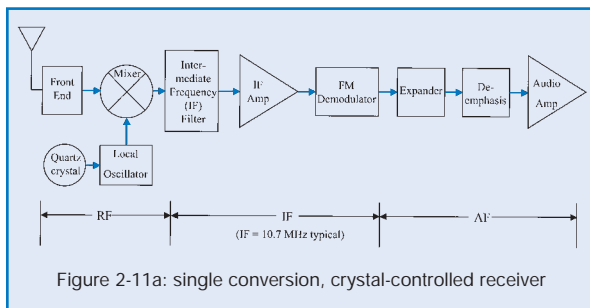 Front
End
Mixer
Inter-
mediate
Frequency
(IF)
Filter
IF
Amp
FM
Demodulator
Expander
De-
emphasis
Audio
Amp
Quartz
crystal
Local
Oscillator
RF
IF
AF
(IF = 10.7 MHz typical)
Figure 2-11a: single conversion, crystal-controlled receiver